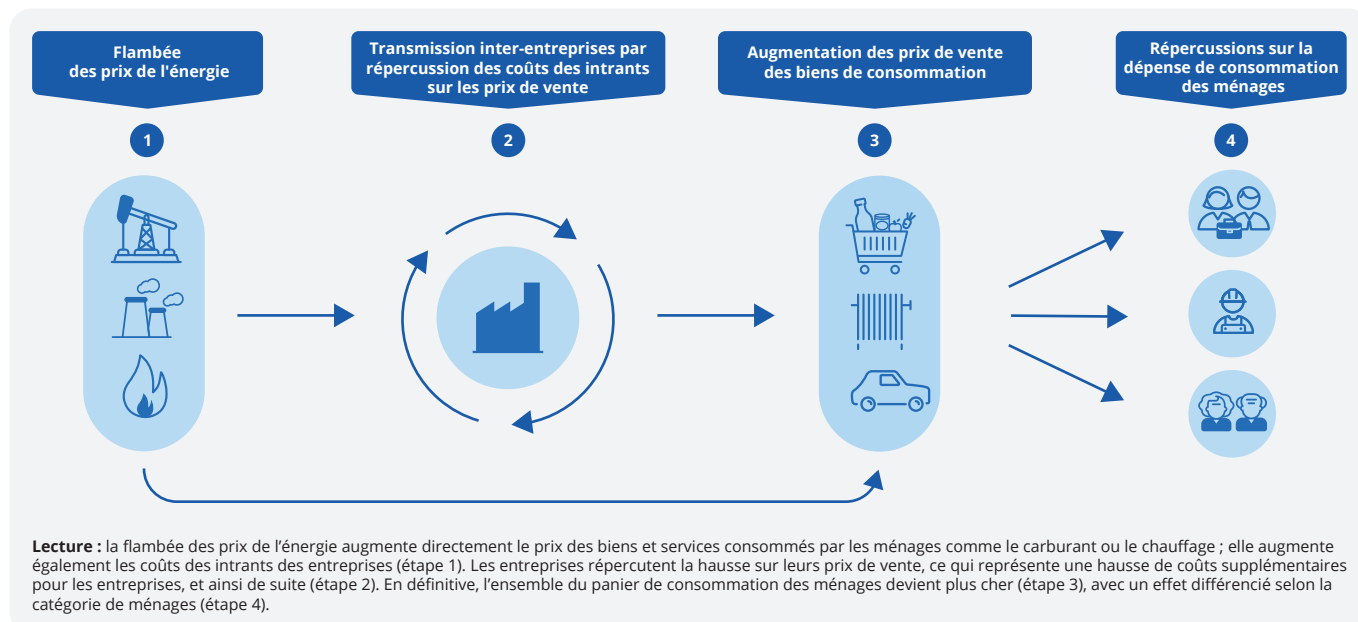 Flambée
des prix de l'énergie
Transmission inter-entreprises par
répercussion des coûts des intrants
sur les prix de vente
Augmentation des prix de vente
des biens de consommation
Répercussions sur la
dépense de consommation
des ménages
1
2
3
4
Lecture : la flambée des prix de l’énergie augmente directement le prix des biens et services consommés par les ménages comme le carburant ou le chauffage ; elle augmente
également les coûts des intrants des entreprises (étape 1). Les entreprises répercutent la hausse sur leurs prix de vente, ce qui représente une hausse de coûts supplémentaires
pour les entreprises, et ainsi de suite (étape 2). En définitive, l’ensemble du panier de consommation des ménages devient plus cher (étape 3), avec un effet différencié selon la
catégorie de ménages (étape 4).